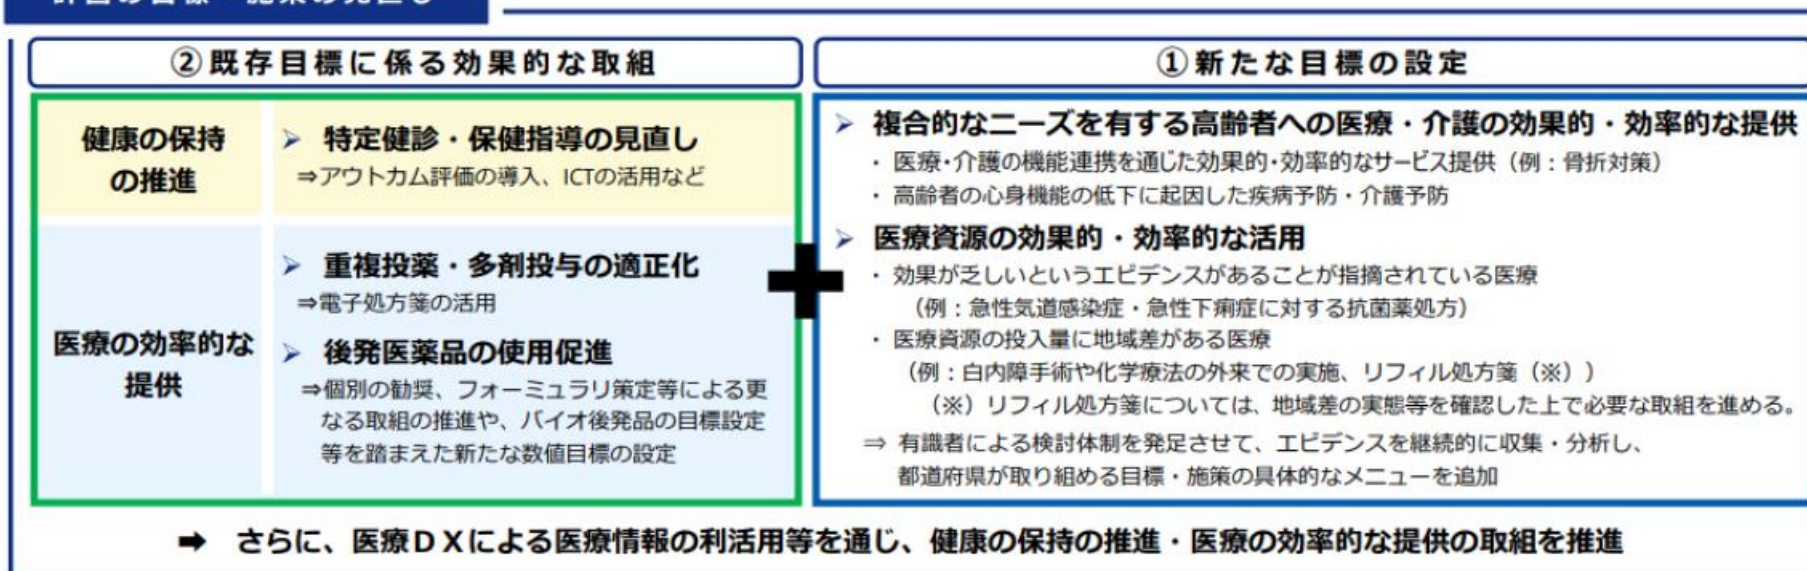 ②既存目標に係る効果的な取組
健康の保持
の推進
➢ 特定健診・保健指導の見直し
⇒アウトカム評価の導入、ICTの活用など
医療の効率的な
提供
➢ 重複投薬・多剤投与の適正化
⇒電子処方箋の活用
➢ 後発医薬品の使用促進
⇒個別の勧奨、フォーミュラリ策定等による更
なる取組の推進や、バイオ後発品の目標設定
等を踏まえた新たな数値目標の設定
①新たな目標の設定
➢ 複合的なニーズを有する高齢者への医療・介護の効果的・効率的な提供
・ 医療・介護の機能連携を通じた効果的・効率的なサービス提供（例：骨折対策）
・ 高齢者の心身機能の低下に起因した疾病予防・介護予防
➢ 医療資源の効果的・効率的な活用
・ 効果が乏しいというエビデンスがあることが指摘されている医療
（例：急性気道感染症・急性下痢症に対する抗菌薬処方）
・ 医療資源の投入量に地域差がある医療
（例：白内障手術や化学療法の外来での実施、リフィル処方箋（※））
（※）リフィル処方箋については、地域差の実態等を確認した上で必要な取組を進める。
⇒ 有識者による検討体制を発足させて、エビデンスを継続的に収集・分析し、
都道府県が取り組める目標・施策の具体的なメニューを追加
➡ さらに、医療ＤＸによる医療情報の利活用等を通じ、健康の保持の推進・医療の効率的な提供の取組を推進